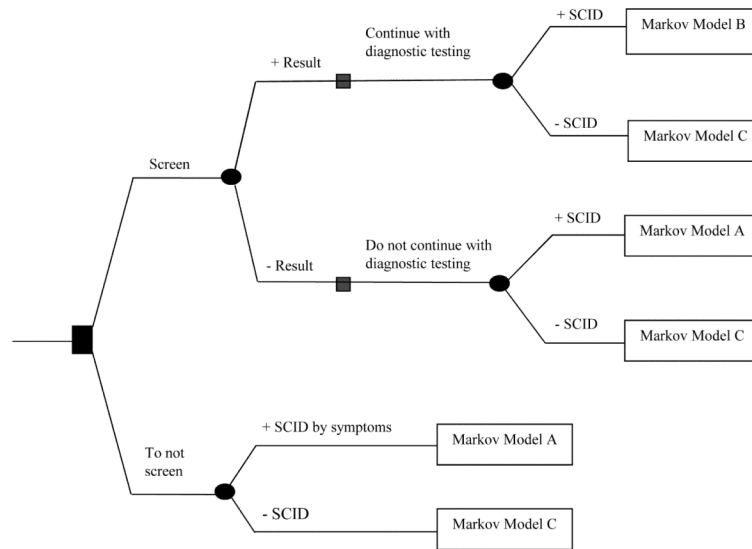 + SCID
Markov Model B
Continue with
diagnostic testing
+ Result
- SCID
Markov Model C
Screen
+ SCID
Markov Model A
Do not continue with
diagnostic testing
- Result
- SCID
Markov Model C
+ SCID by symptoms
Markov Model A
To not
screen
- SCID
Markov Model C